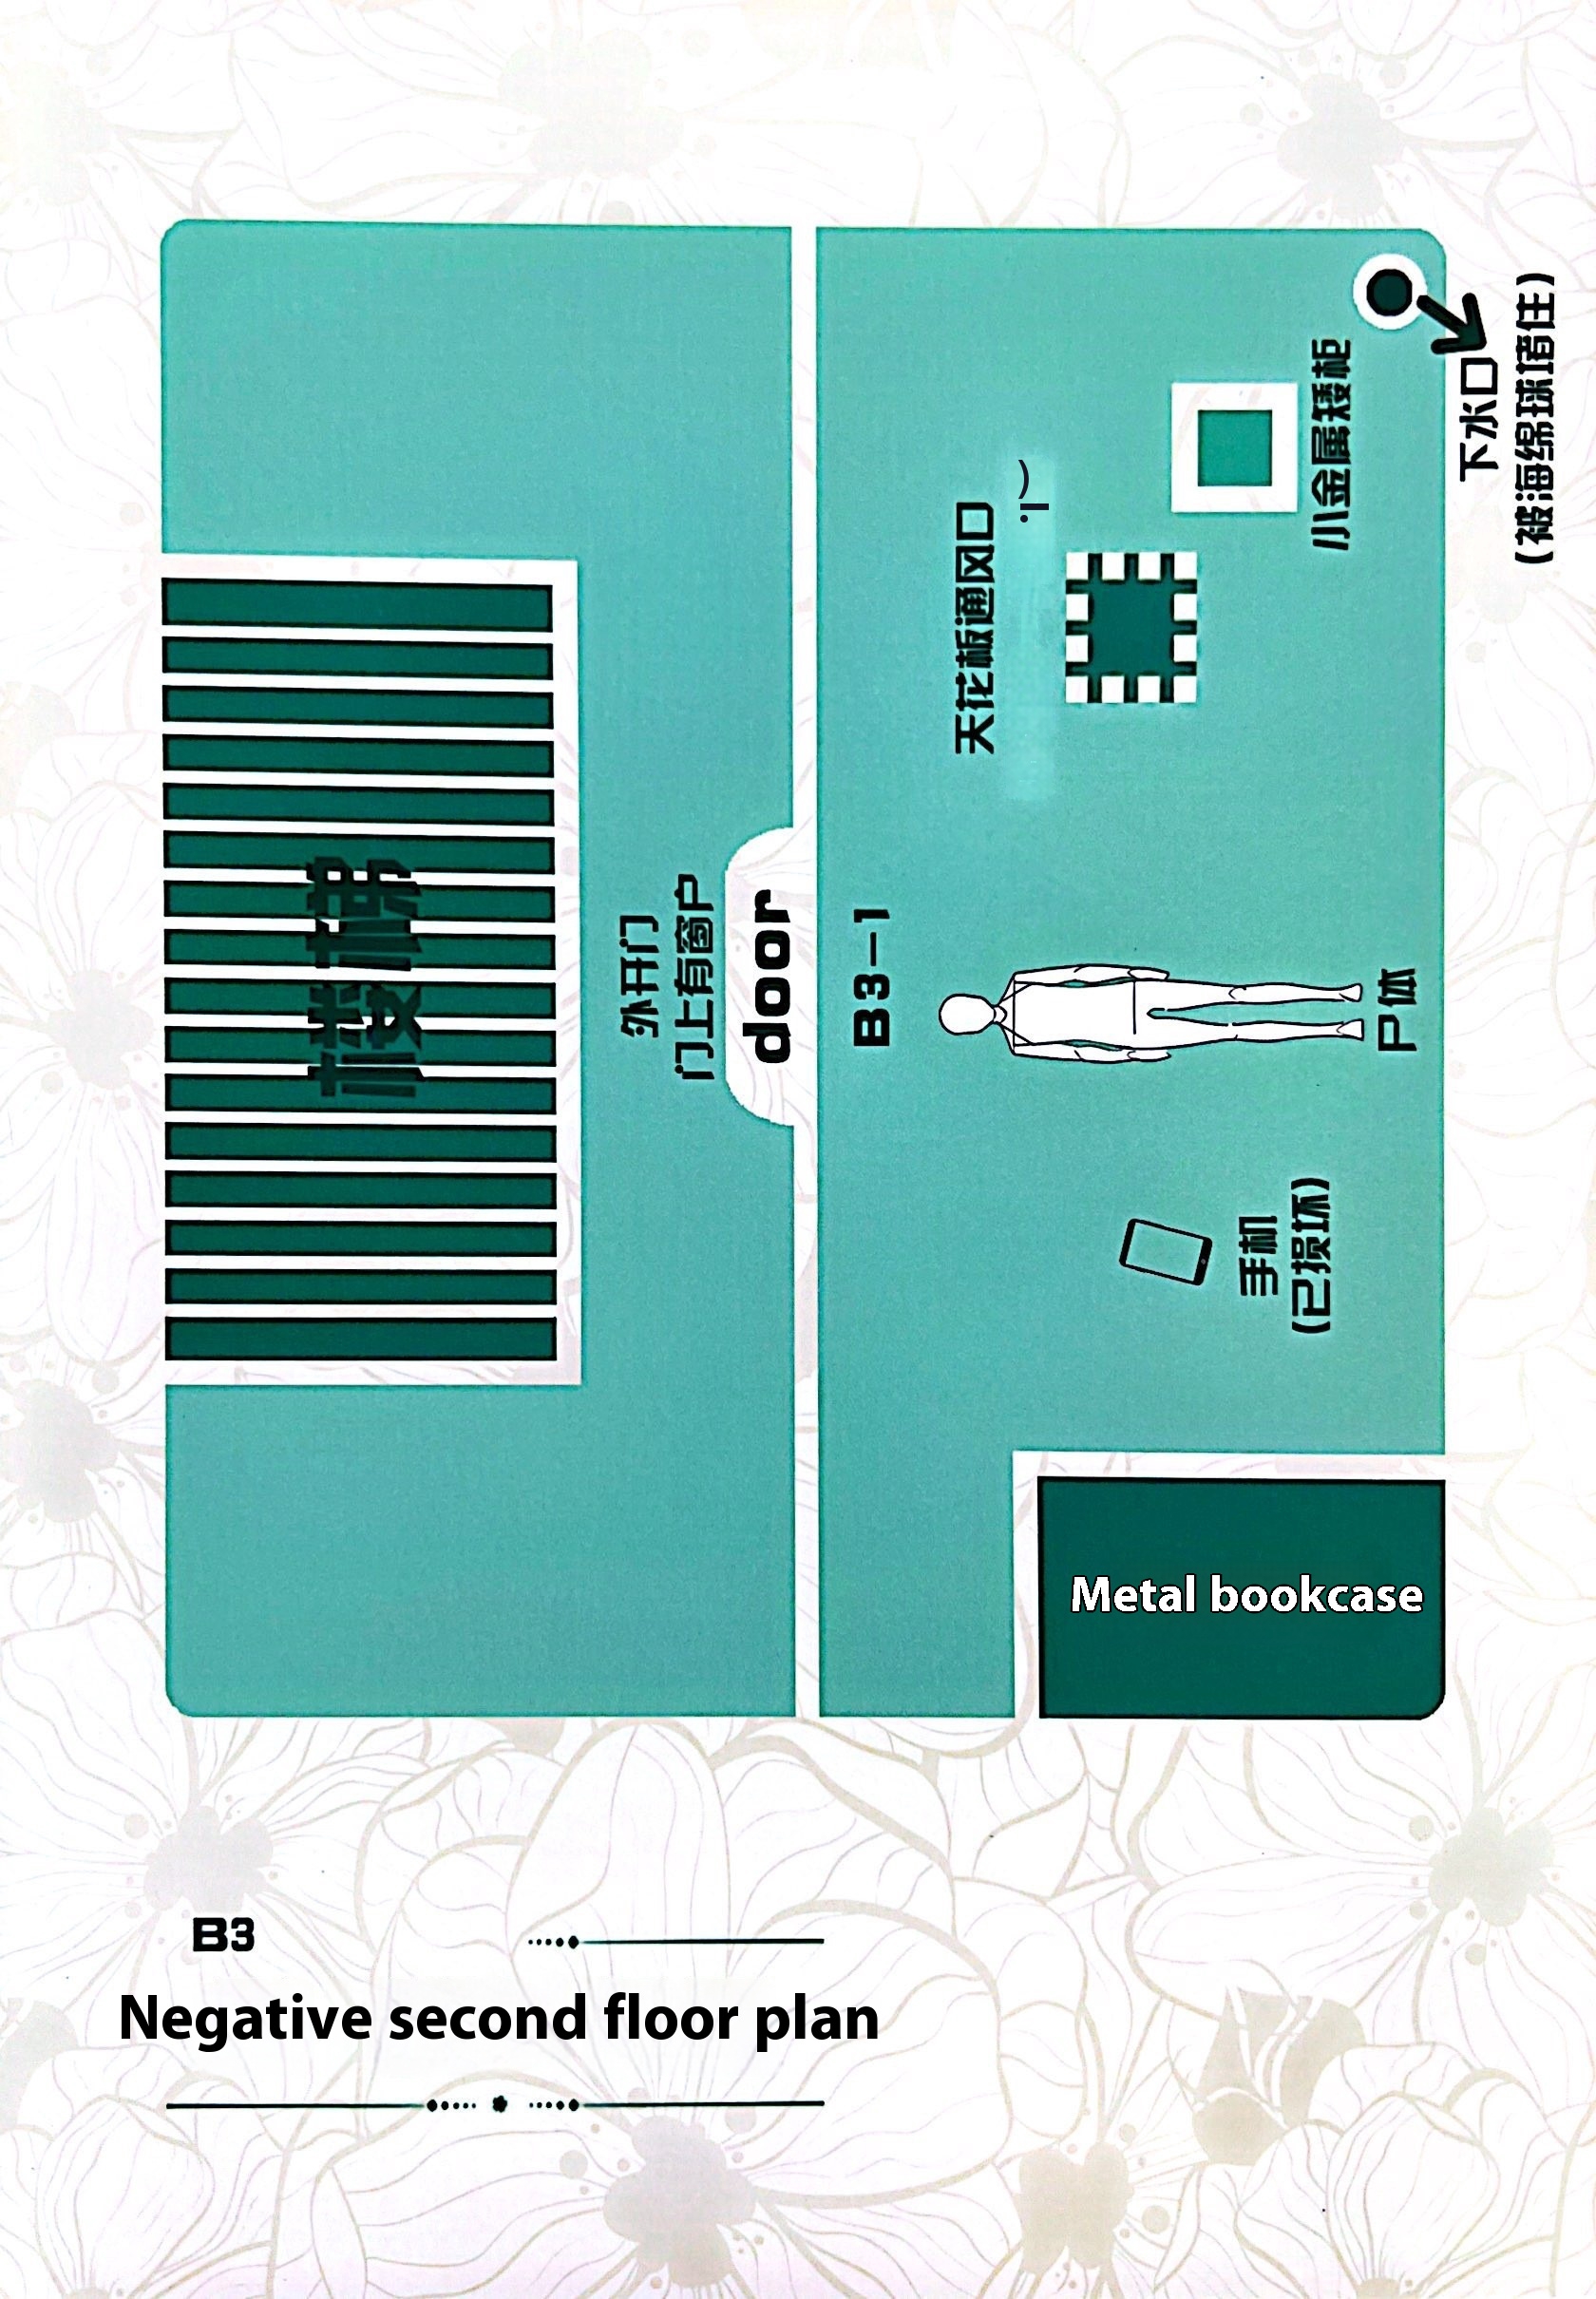 下水口
(被海绵球堵住)
小金属矮柜
天花板通风口
楼梯
外开门
门上有窗户
door
B3-1
尸体
手机
(已损坏)
Metal bookcase
B3
Negative second floor plan